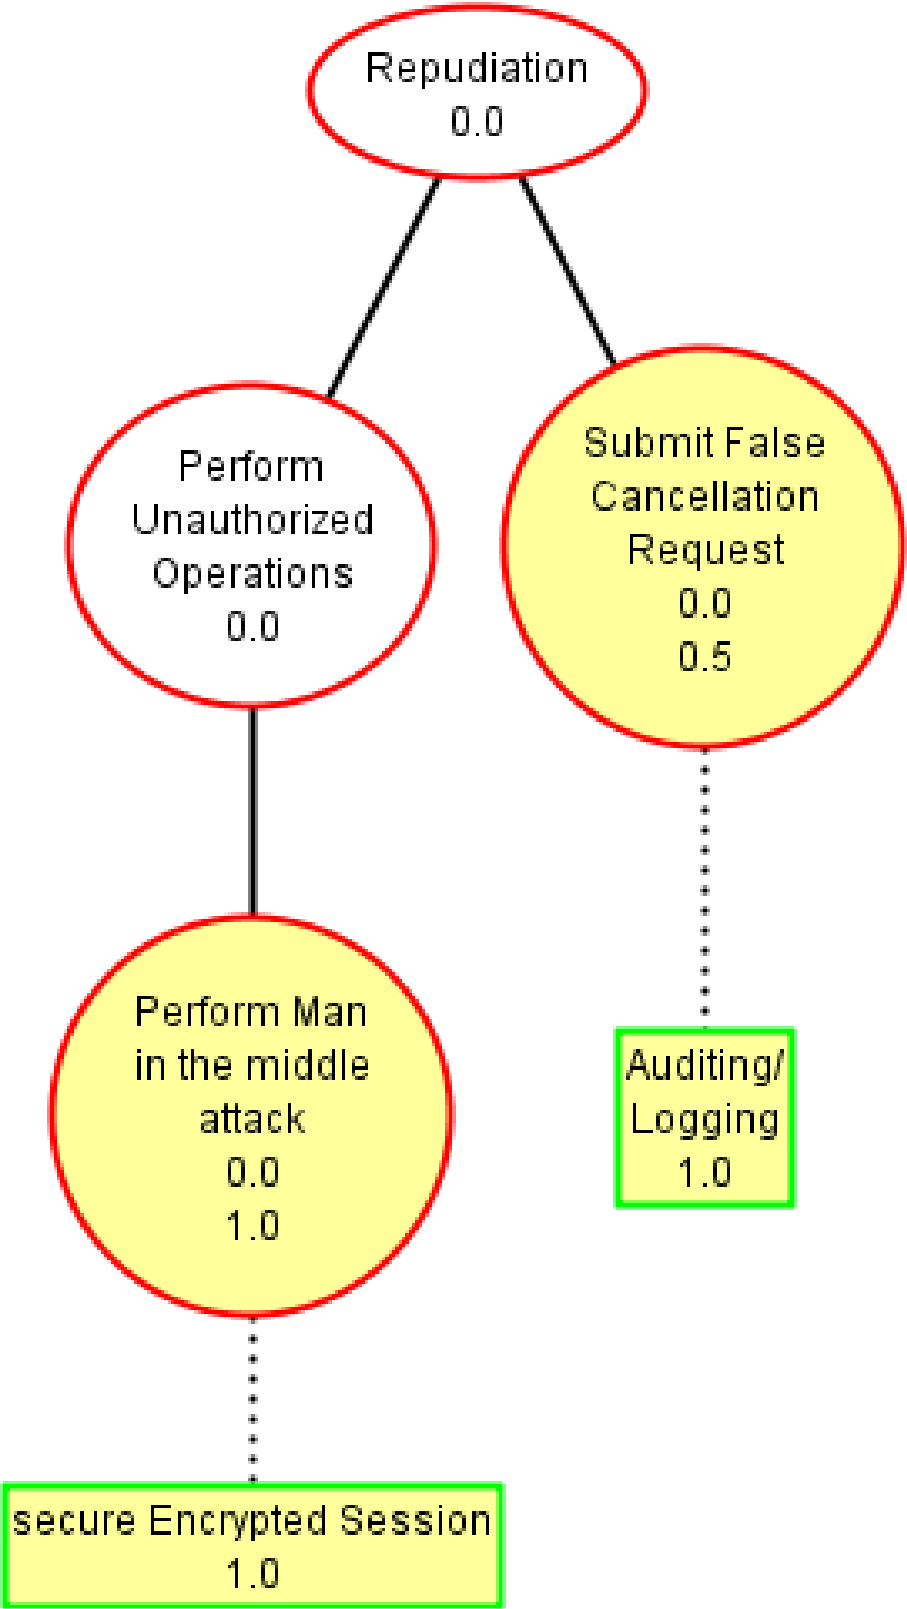 Repudiation
0.0
Perform
Unauthorized
Operations
0.0
Submit False
Cancellation
Request
0.0
0.5
Perform Man
in the middle
attack
0.0
1.0
Auditing/
Logging
1.0
secure Encrypted Session
1.0